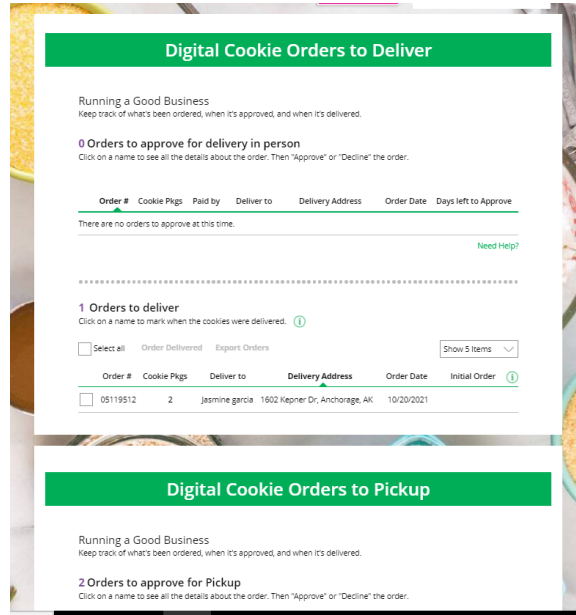 Digital Cookie Orders to Deliver
Running a Good Business
Keep track of what's been ordered, when it's approved, and when it's delivered.
0 Orders to approve for delivery in person
Click on a name to see all the details about the order. Then "Approve" or "Decline" the order.
Order # Cookie Pkgs Paid by Deliver to Delivery Address Order Date Days left to Approve
There are no orders to approve at this time.
Need Help?
1 Orders to deliver
Click on a name to mark when the cookies were delivered. i
Select all Order Delivered Export Orders Show 5 Items
Order # Cookie Pkgs Deliver to Delivery Address Order Date Initial Order i
05119512 2 Jasmine garcia 1602 Kepner Dr, Anchorage, AK 10/20/2021
Digital Cookie Orders to Pickup
Running a Good Business
Keep track of what's been ordered, when it's approved, and when it's delivered.
2 Orders to approve for Pickup
Click on a name to see all the details about the order. Then "Approve" or "Decline" the order.